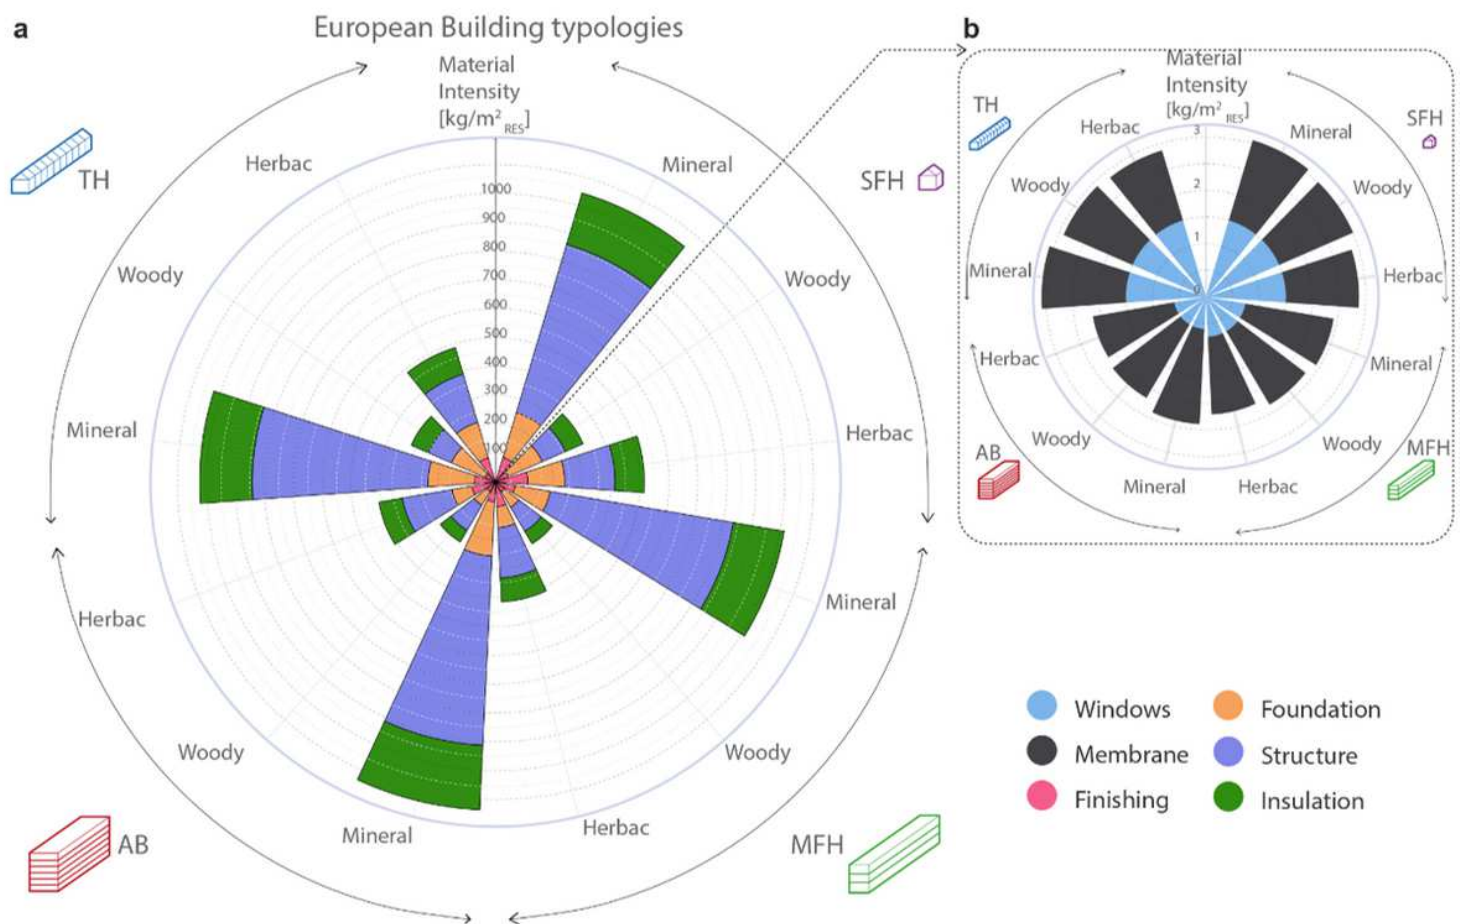 a
European Building typologies
Material
Intensity
[kg/m² RES]
1000
900
800
700
600
500
400
300
200
100
TH
SFH
AB
MFH
Mineral
Woody
Herbac
Mineral
Woody
Herbac
Mineral
Woody
Herbac
Mineral
Woody
Herbac
b
Material
Intensity
[kg/m² RES]
3
2
1
0
TH
SFH
AB
MFH
Mineral
Woody
Herbac
Mineral
Woody
Herbac
Mineral
Woody
Herbac
Mineral
Woody
Herbac
Windows
Foundation
Membrane
Structure
Finishing
Insulation